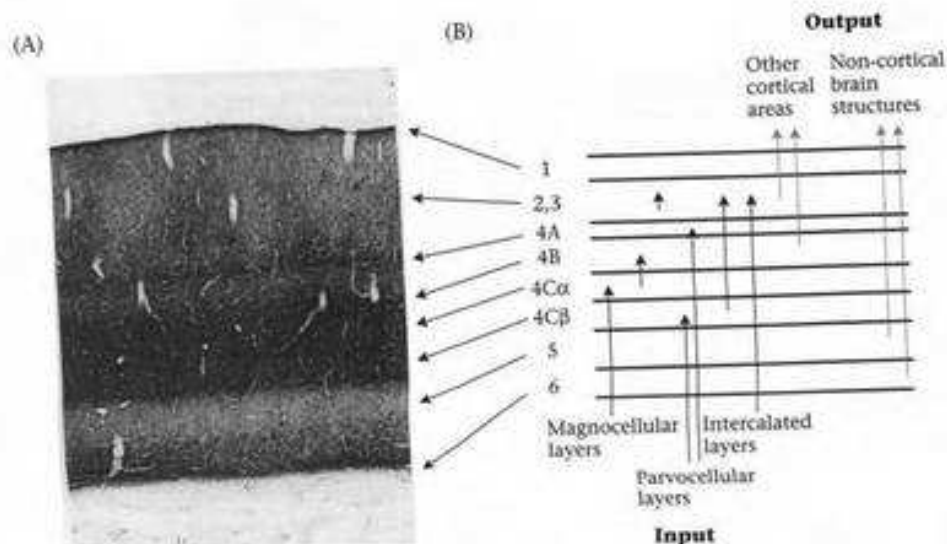 (A)
(B)
Output
Other
cortical
areas
Non-cortical
brain
structures
1
2,3
4A
4B
4Cα
4Cβ
5
6
Magnocellular
layers
Intercalated
layers
Parvocellular
layers
Input